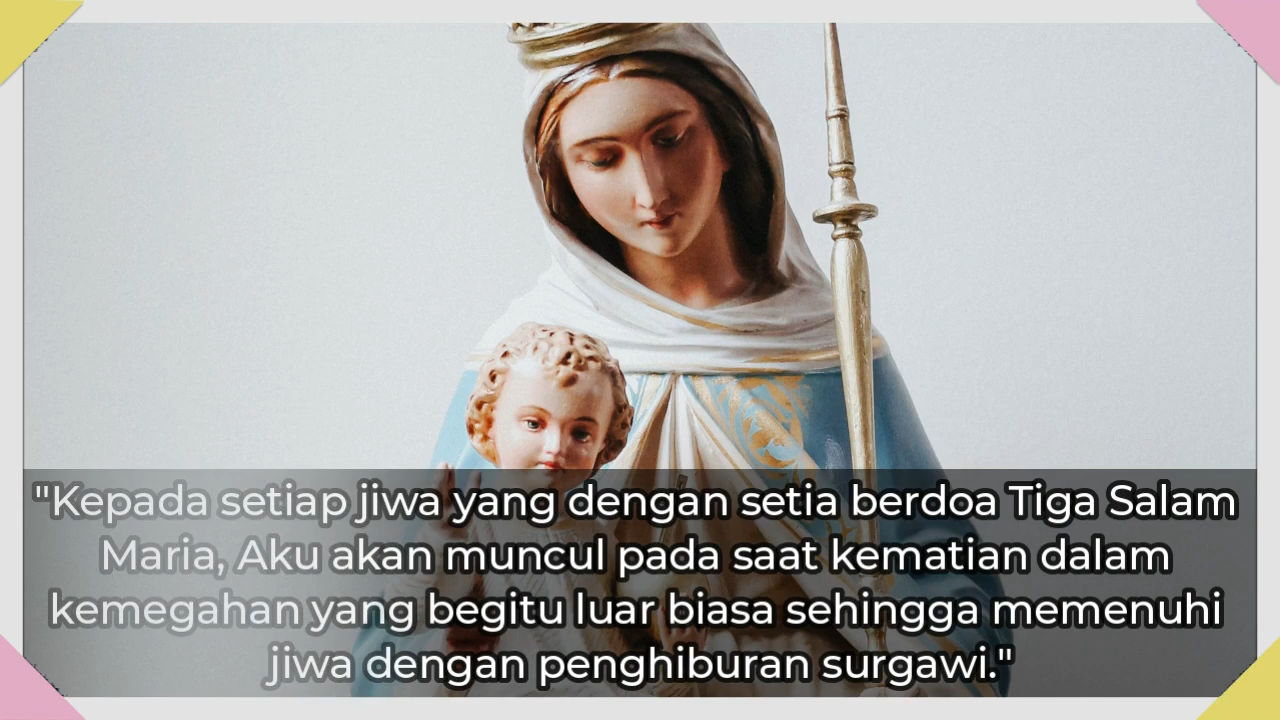 "Kepada setiap jiwa yang dengan setia berdoa Tiga Salam
Maria, Aku akan muncul pada saat kematian dalam
kemegahan yang begitu luar biasa sehingga memenuhi
jiwa dengan penghiburan surgawi."